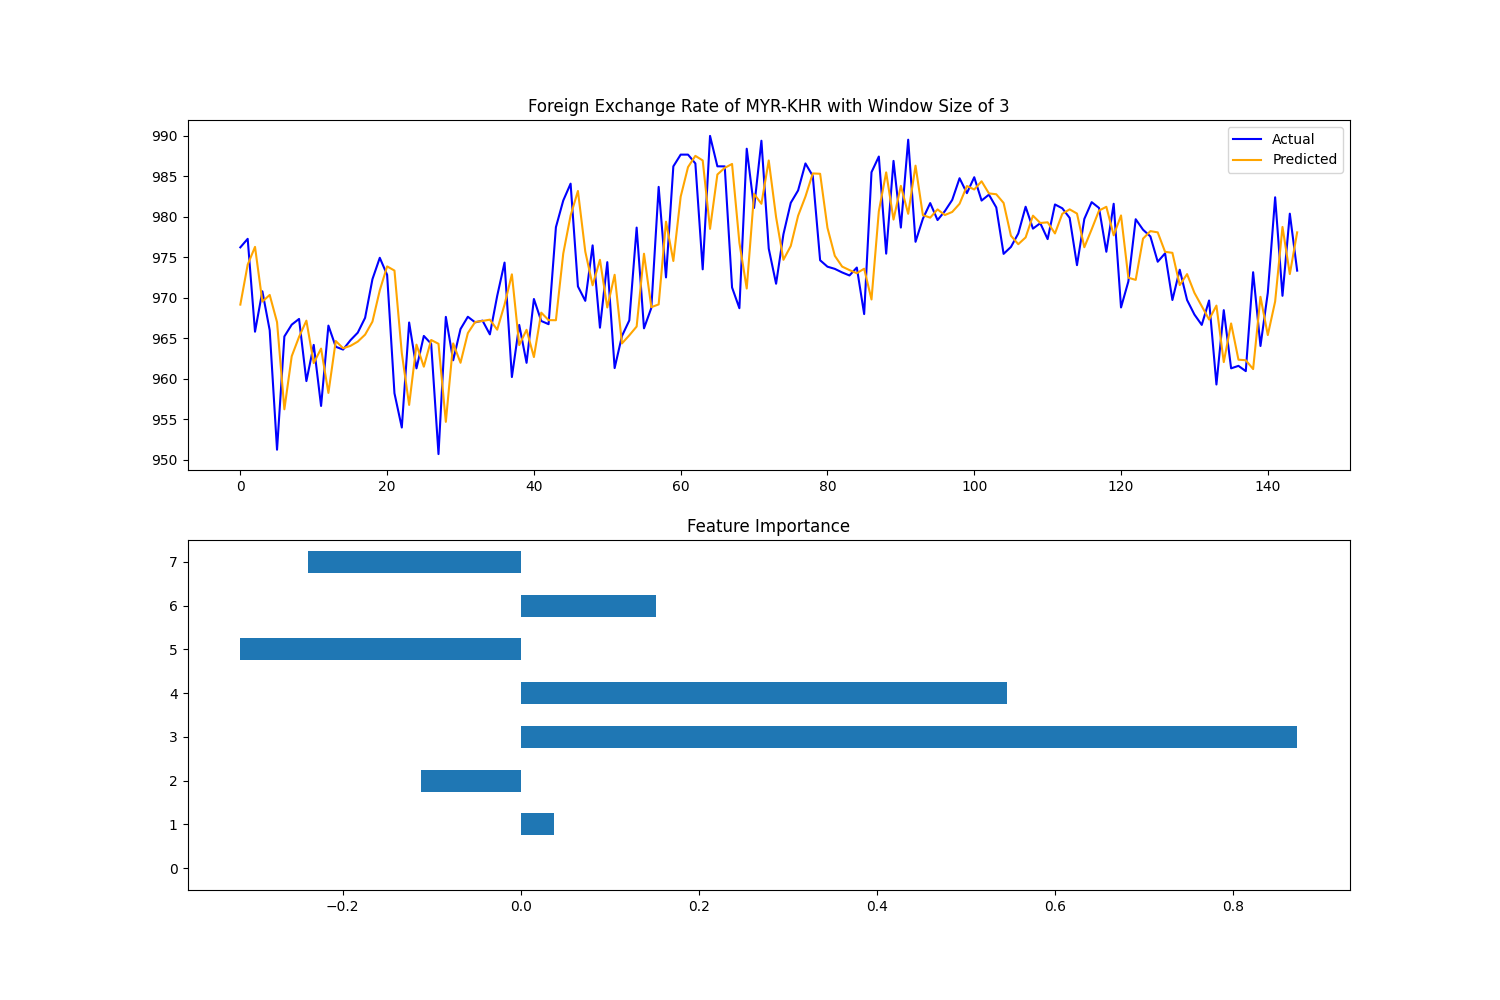 Foreign Exchange Rate of MYR-KHR with Window Size of 3
990
985
980
975
970
965
960
955
950
Actual
Predicted
0 20 40 60 80 100 120 140
Feature Importance
7
6
5
4
3
2
1
0
−0.2 0.0 0.2 0.4 0.6 0.8